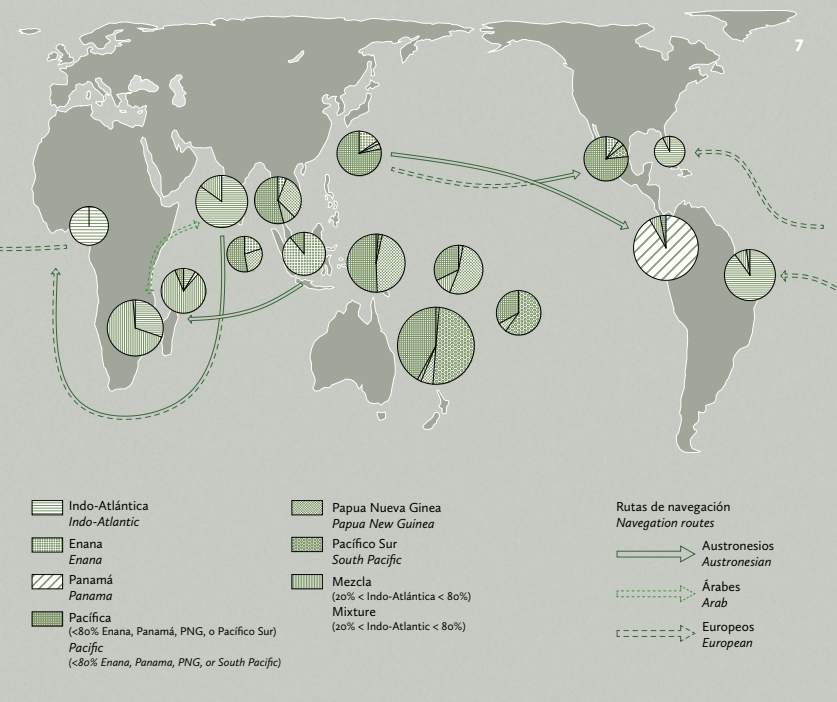 7
Indo-Atlántica
Indo-Atlantic
Enana
Enana
Panamá
Panama
Pacífica
(<80% Enana, Panamá, PNG, o Pacífico Sur)
Pacific
(<80% Enana, Panama, PNG, or South Pacific)
Papua Nueva Ginea
Papua New Guinea
Pacífico Sur
South Pacific
Mezcla
(20% < Indo-Atlántica < 80%)
Mixture
(20% < Indo-Atlantic < 80%)
Rutas de navegación
Navegation routes
Austronesios
Austronesian
Árabes
Arab
Europeos
European